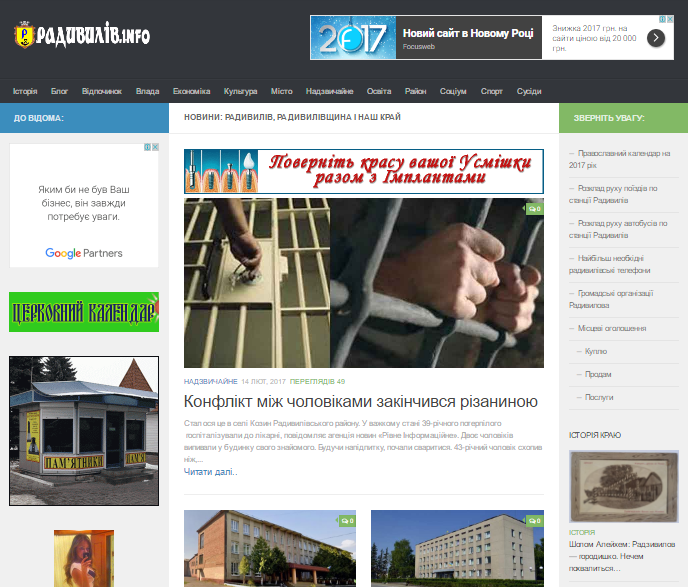 РАДИВИЛІВ.INFO
2017
Новий сайт в Новому Році
Focusweb
Знижка 2017 грн. на
сайти ціною від 20 000
грн.
Історія Блог Відпочинок Влада Економіка Культура Місто Надзвичайне Освіта Район Соціум Спорт Сусіди
ДО ВІДОМА:
Яким би не був Ваш
бізнес, він завжди
потребує уваги.
Google Partners
ЦЕРКОВНИЙ КАЛЕНДАР
ПАМ'ЯТНИКИ
НОВИНИ: РАДИВИЛІВ, РАДИВИЛІВЩИНА І НАШ КРАЙ
Поверніть красу вашої Усмішки
разом з Імплантами
0
НАДЗВИЧАЙНЕ 14 ЛЮТ, 2017 ПЕРЕГЛЯДІВ 49
Конфлікт між чоловіками закінчився різаниною
Сталося це в селі Козин Радивилівського району. У важкому стані 39-річного потерпілого
госпіталізували до лікарні, повідомляє агенція новин «Рівне Інформаційне». Двоє чоловіків
випивали у будинку свого знайомого. Будучи напідпитку, почали сваритися. 43-річний чоловік схопив
ніж,...
Читати далі..
0
0
ЗВЕРНІТЬ УВАГУ:
– Православний календар на
2017 рік
– Розклад руху поїздів по
станції Радивилів
– Розклад руху автобусів по
станції Радивилів
– Найбільш необхідні
радивилівські телефони
– Громадські організації
Радивилова
– Місцеві оголошення
– Куплю
– Продам
– Послуги
ІСТОРІЯ КРАЮ
ІСТОРІЯ
Шолом Алейхем: Радзивилов
— городишко. Нечем
похвалиться...